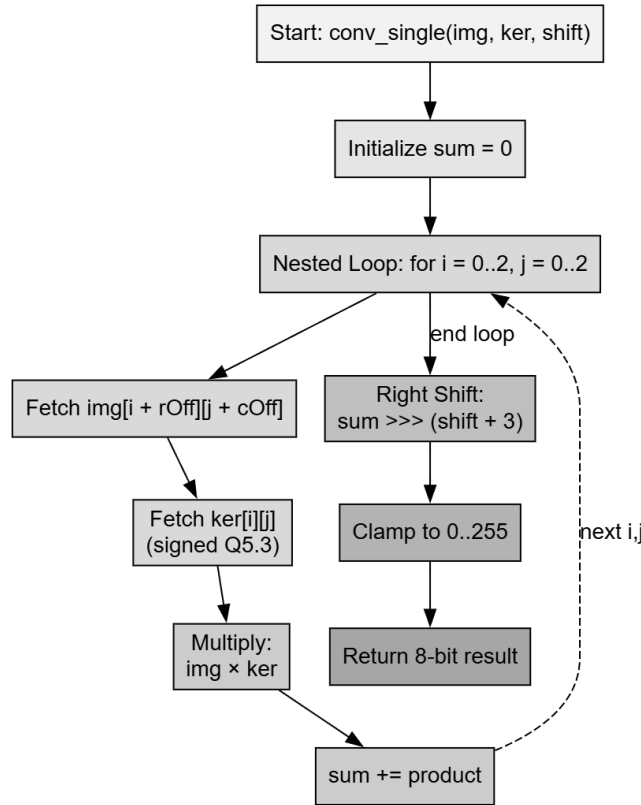 Start: conv_single(img, ker, shift)
Initialize sum = 0
Nested Loop: for i = 0..2, j = 0..2
end loop
Fetch img[i + rOff][j + cOff]
Right Shift:
sum >>> (shift + 3)
Fetch ker[i][j]
(signed Q5.3)
Clamp to 0..255
next i,j
Multiply:
img × ker
Return 8-bit result
sum += product